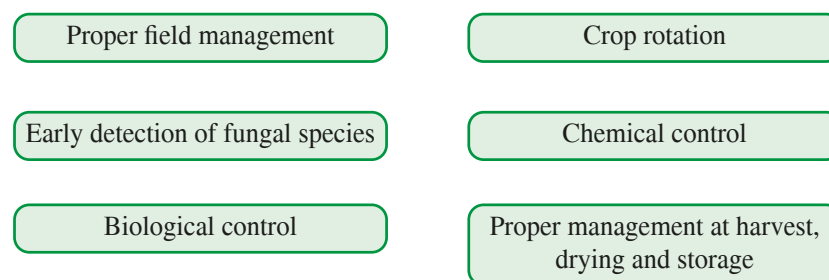 Proper field management
Crop rotation
Early detection of fungal species
Chemical control
Biological control
Proper management at harvest,
drying and storage